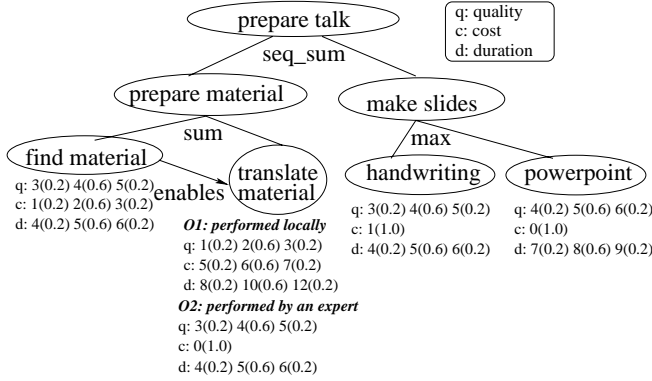 prepare talk
q: quality
c: cost
d: duration
seq_sum
prepare material
make slides
sum
max
find material
q: 3(0.2) 4(0.6) 5(0.2)
c: 1(0.2) 2(0.6) 3(0.2)
d: 4(0.2) 5(0.6) 6(0.2)
enables
translate
material
O1: performed locally
q: 1(0.2) 2(0.6) 3(0.2)
c: 5(0.2) 6(0.6) 7(0.2)
d: 8(0.2) 10(0.6) 12(0.2)
O2: performed by an expert
q: 3(0.2) 4(0.6) 5(0.2)
c: 0(1.0)
d: 4(0.2) 5(0.6) 6(0.2)
handwriting
q: 3(0.2) 4(0.6) 5(0.2)
c: 1(1.0)
d: 4(0.2) 5(0.6) 6(0.2)
powerpoint
q: 4(0.2) 5(0.6) 6(0.2)
c: 0(1.0)
d: 7(0.2) 8(0.6) 9(0.2)